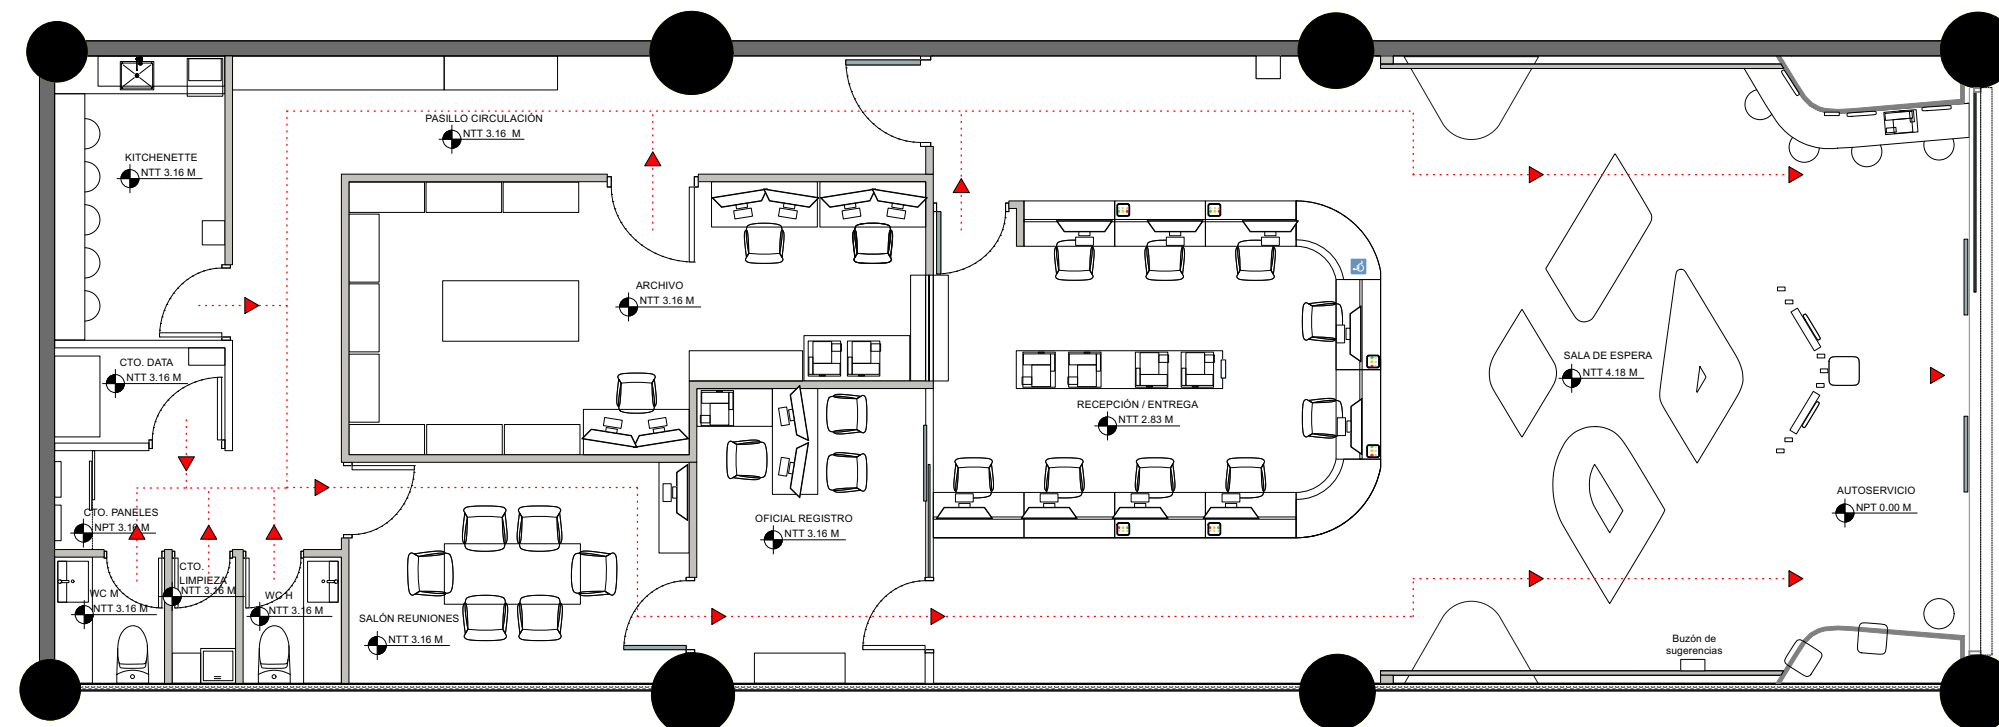 PASILLO CIRCULACIÓN
NTT 3.16 M
KITCHENETTE
NTT 3.16 M
ARCHIVO
NTT 3.16 M
CTO. DATA
NTT 3.16 M
SALA DE ESPERA
NTT 4.18 M
RECEPCIÓN / ENTREGA
NTT 2.83 M
AUTOSERVICIO
NPT 0.00 M
CTO. PANELES
NPT 3.16 M
OFICIAL REGISTRO
NTT 3.16 M
CTO.
LIMPIEZA
NTT 3.16 M
WC M
NTT 3.16 M
WC H
NTT 3.16 M
SALÓN REUNIONES
NTT 3.16 M
Buzón de
sugerencias